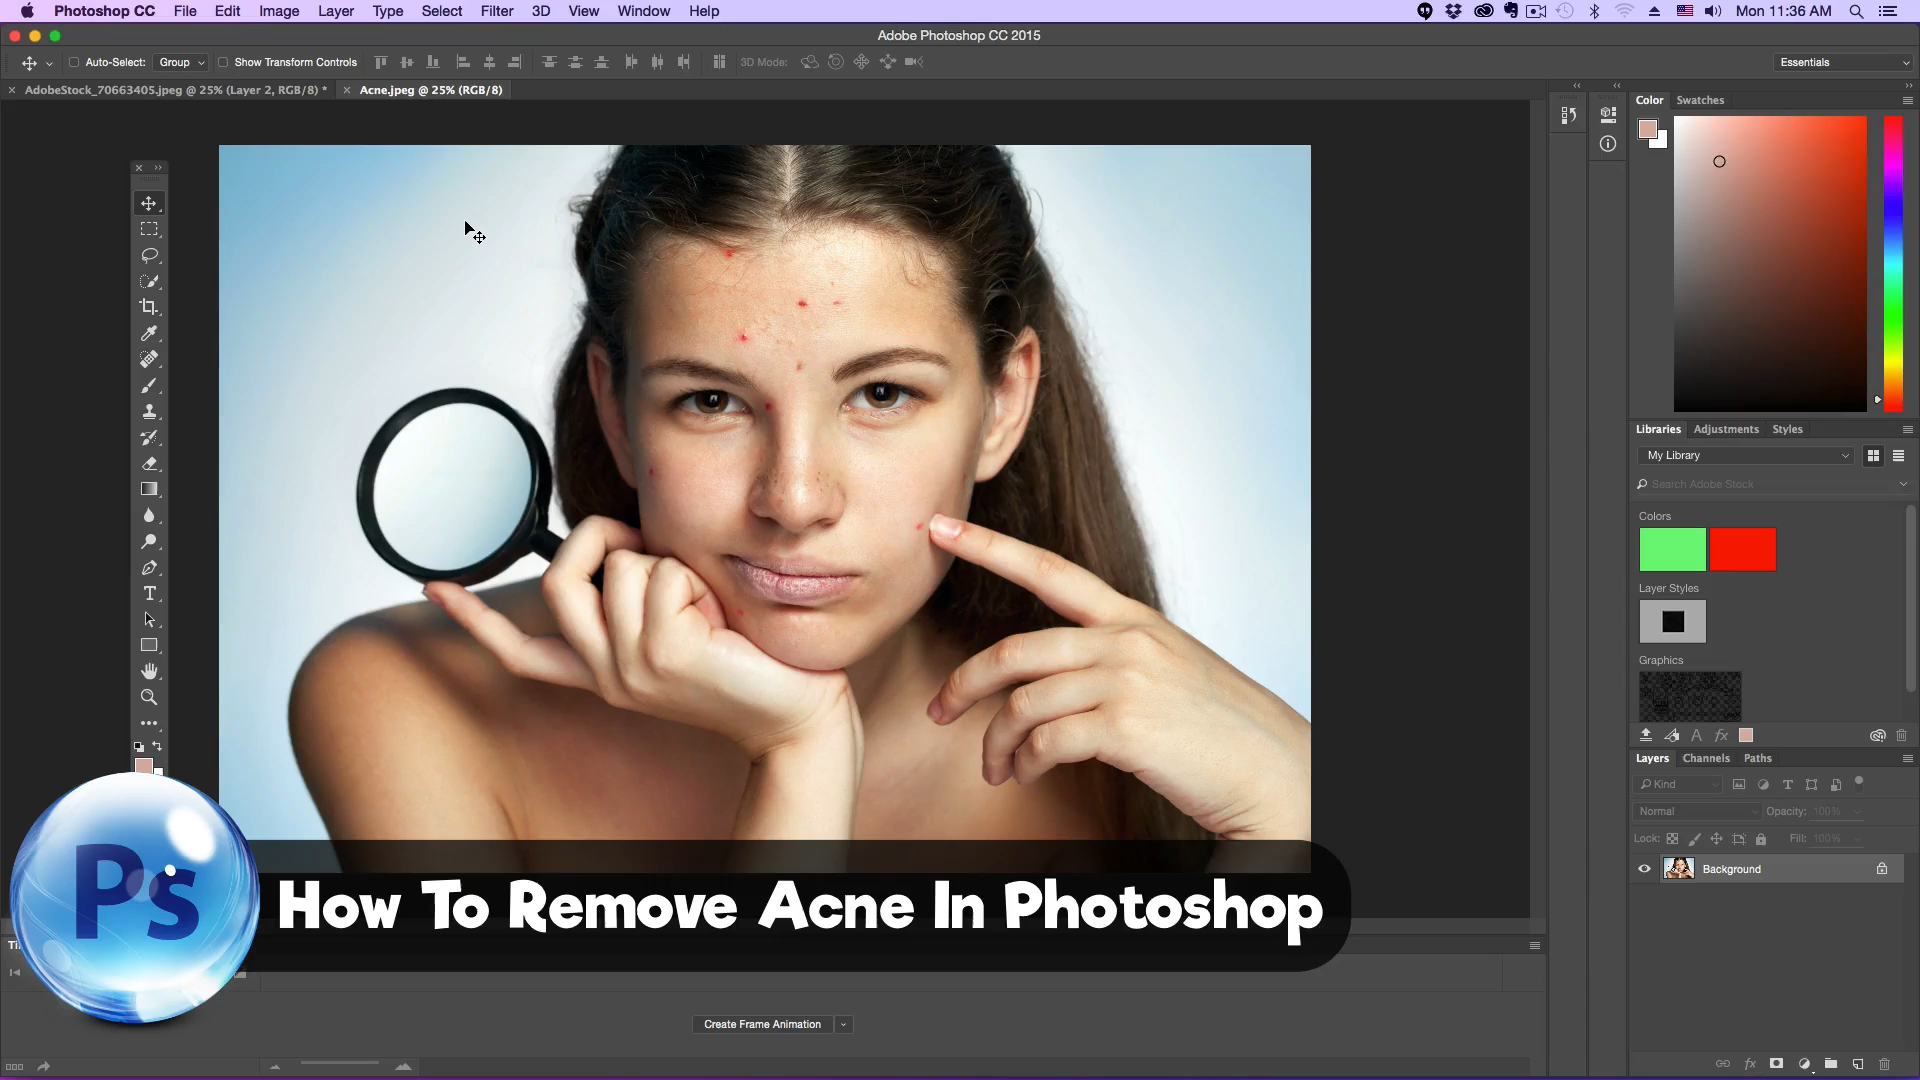 Photoshop CC File Edit Image Layer Type Select Filter 3D View Window Help Mon 11:36 AM
Adobe Photoshop CC 2015
Auto-Select: Group Show Transform Controls 3D Mode: Essentials
AdobeStock_70663405.jpeg @ 25% (Layer 2, RGB/8) * Acne.jpeg @ 25% (RGB/8)
Color Swatches
Libraries Adjustments Styles
My Library
Search Adobe Stock
Colors
Layer Styles
Graphics
Layers Channels Paths
Kind
Normal Opacity: 100%
Lock: Fill: 100%
Background
Ps
How To Remove Acne In Photoshop
Create Frame Animation